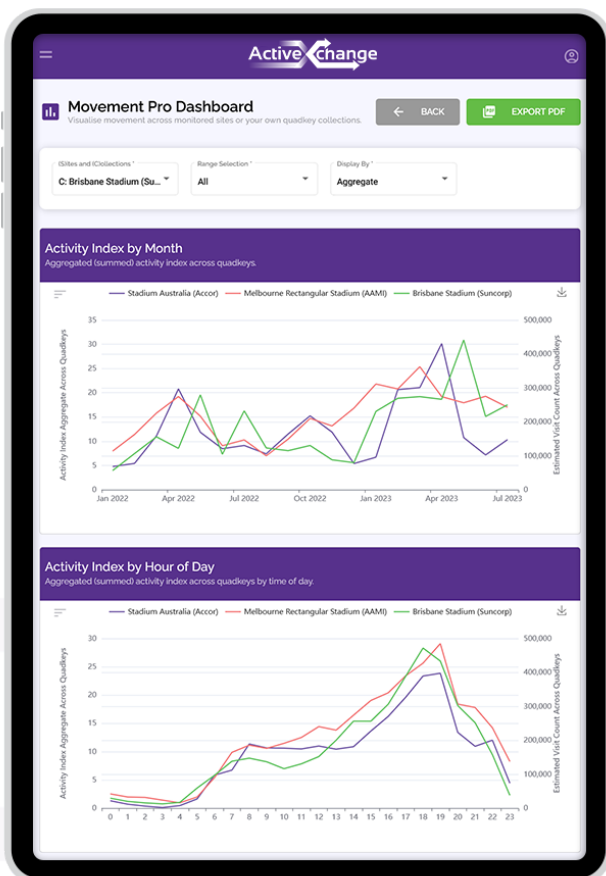 ActiveXchange
Movement Pro Dashboard
Visualise movement across monitored sites or your own quadkey collections.
BACK
PDF
EXPORT PDF
(S)ites and (C)ollections *
C: Brisbane Stadium (Su...
Range Selection *
All
Display By *
Aggregate
Activity Index by Month
Aggregated (summed) activity index across quadkeys.
Stadium Australia (Accor)
Melbourne Rectangular Stadium (AAMI)
Brisbane Stadium (Suncorp)
Activity Index Aggregate Across Quadkeys
35
30
25
20
15
10
5
0
500,000
400,000
300,000
200,000
100,000
0
Estimated Visit Count Across Quadkeys
Jan 2022
Apr 2022
Jul 2022
Oct 2022
Jan 2023
Apr 2023
Jul 2023
Activity Index by Hour of Day
Aggregated (summed) activity index across quadkeys by time of day.
Stadium Australia (Accor)
Melbourne Rectangular Stadium (AAMI)
Brisbane Stadium (Suncorp)
Activity Index Aggregate Across Quadkeys
30
25
20
15
10
5
0
500,000
400,000
300,000
200,000
100,000
0
Estimated Visit Count Across Quadkeys
0 1 2 3 4 5 6 7 8 9 10 11 12 13 14 15 16 17 18 19 20 21 22 23